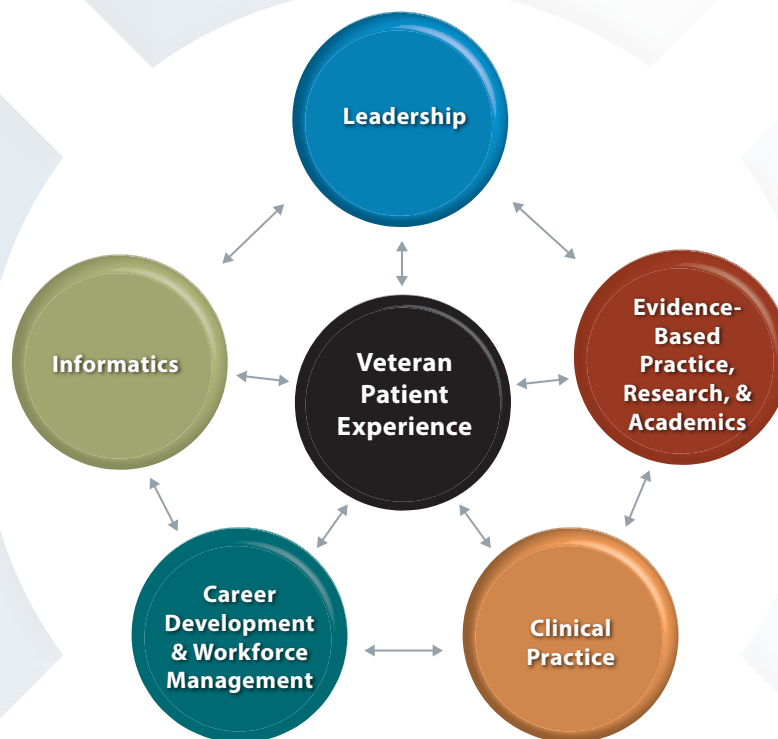 Leadership
Evidence-
Based
Practice,
Research, &
Academics
Informatics
Veteran
Patient
Experience
Career
Development
& Workforce
Management
Clinical
Practice